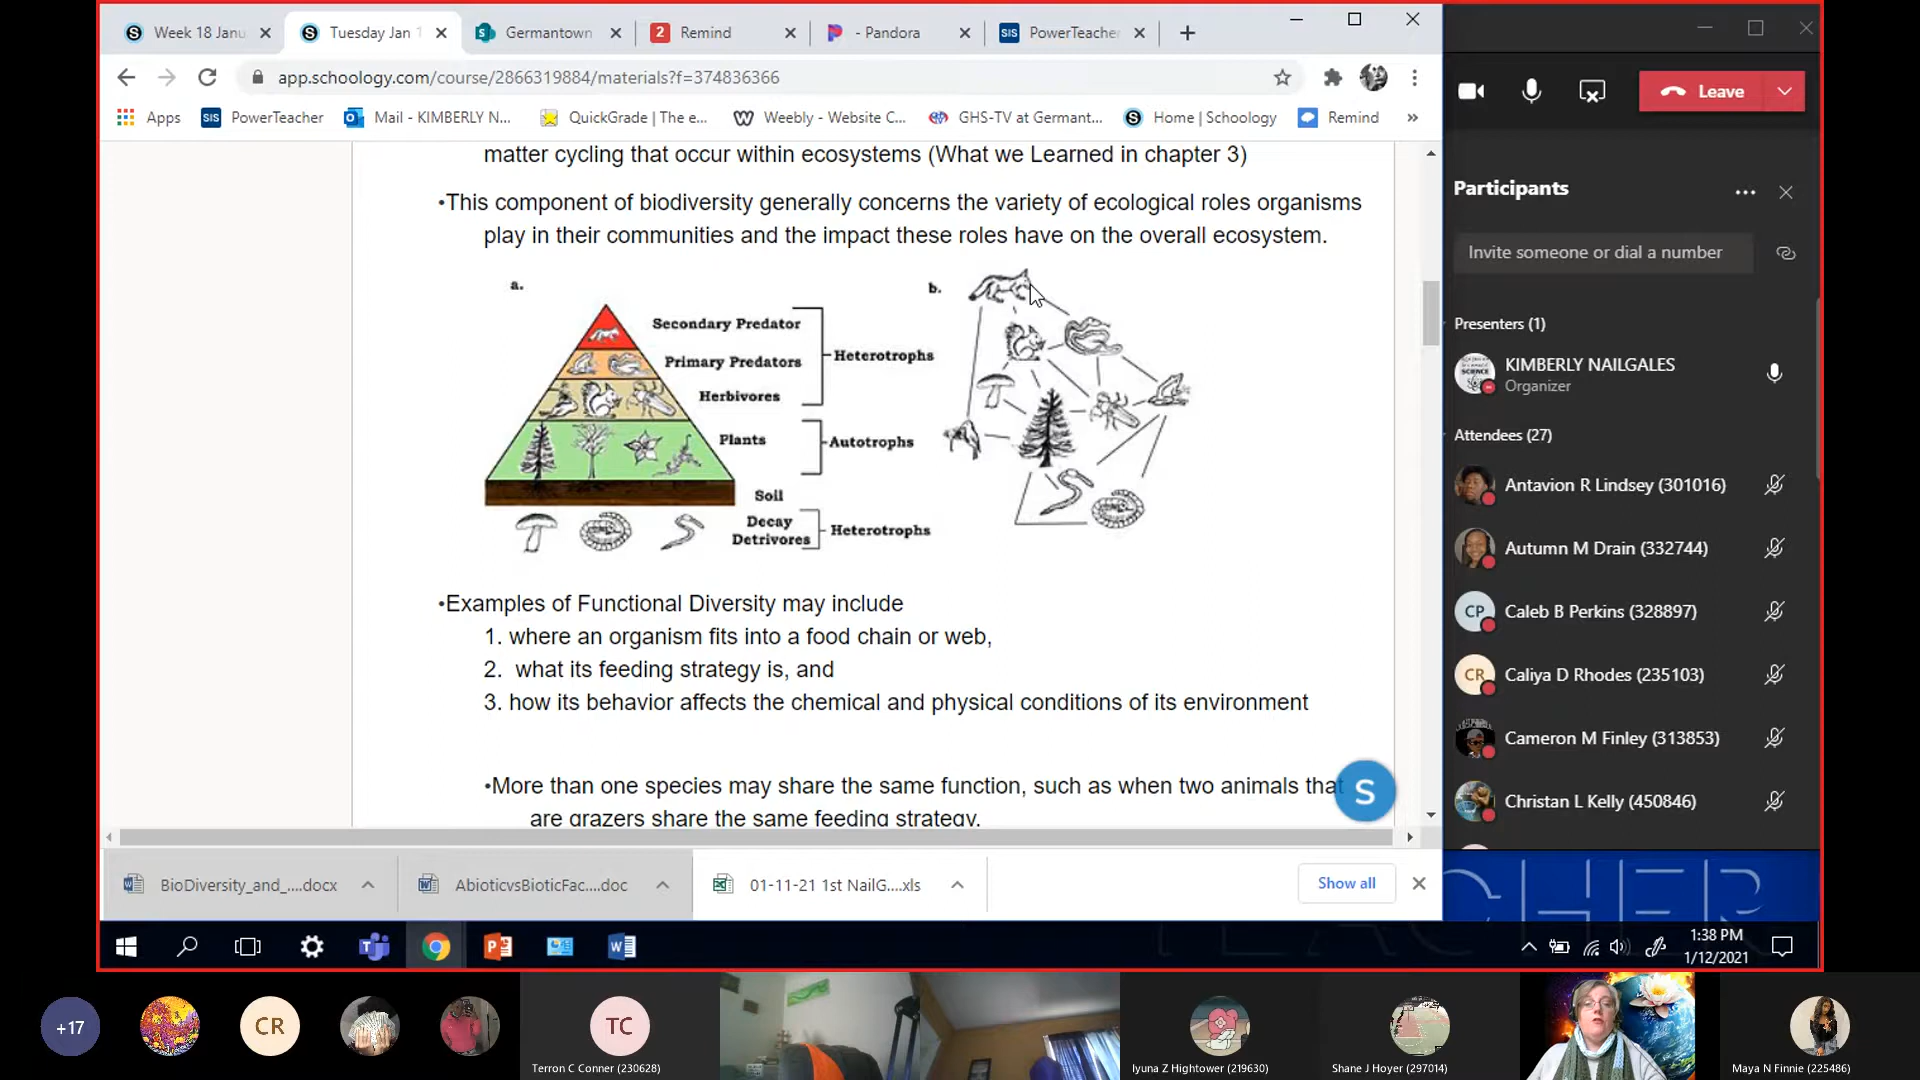 Week 18 Janu
Tuesday Jan 1
Germantown
2 Remind
- Pandora
SIS PowerTeache
app.schoology.com/course/2866319884/materials?f=374836366
Apps
SIS PowerTeacher
Mail - KIMBERLY N...
QuickGrade | The e...
Weebly - Website C...
GHS-TV at Germant...
Home | Schoology
Remind
matter cycling that occur within ecosystems (What we Learned in chapter 3)
•This component of biodiversity generally concerns the variety of ecological roles organisms
play in their communities and the impact these roles have on the overall ecosystem.
a.
Secondary Predator
Primary Predators
Heterotrophs
Herbivores
Plants
Autotrophs
Soil
Decay
Detrivores
Heterotrophs
b.
•Examples of Functional Diversity may include
1. where an organism fits into a food chain or web,
2. what its feeding strategy is, and
3. how its behavior affects the chemical and physical conditions of its environment
•More than one species may share the same function, such as when two animals that
are grazers share the same feeding strategy.
S
BioDiversity_and_....docx
AbioticvsBioticFac....doc
01-11-21 1st NailG....xls
Show all
1:38 PM
1/12/2021
Leave
Participants
Invite someone or dial a number
Presenters (1)
KIMBERLY NAILGALES
Organizer
Attendees (27)
Antavion R Lindsey (301016)
Autumn M Drain (332744)
CP
Caleb B Perkins (328897)
CR
Caliya D Rhodes (235103)
Cameron M Finley (313853)
Christan L Kelly (450846)
TEACHER
+17
CR
TC
Terron C Conner (230628)
Iyuna Z Hightower (219630)
Shane J Hoyer (297014)
Maya N Finnie (225486)